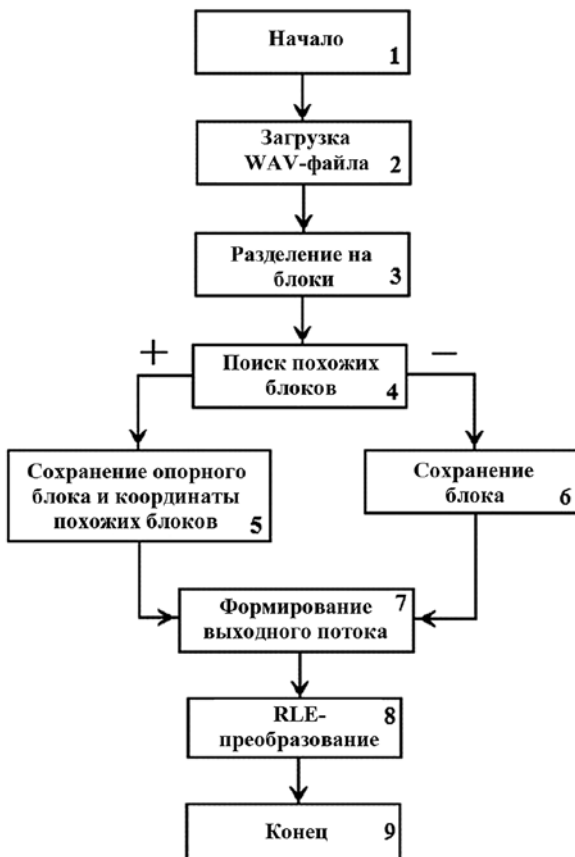 Начало
1
Загрузка
WAV-файла
2
Разделение на
блоки
3
+
−
Поиск похожих
блоков
4
Сохранение опорного
блока и координаты
похожих блоков
5
Сохранение
блока
6
Формирование
выходного потока
7
RLE-
преобразование
8
Конец
9